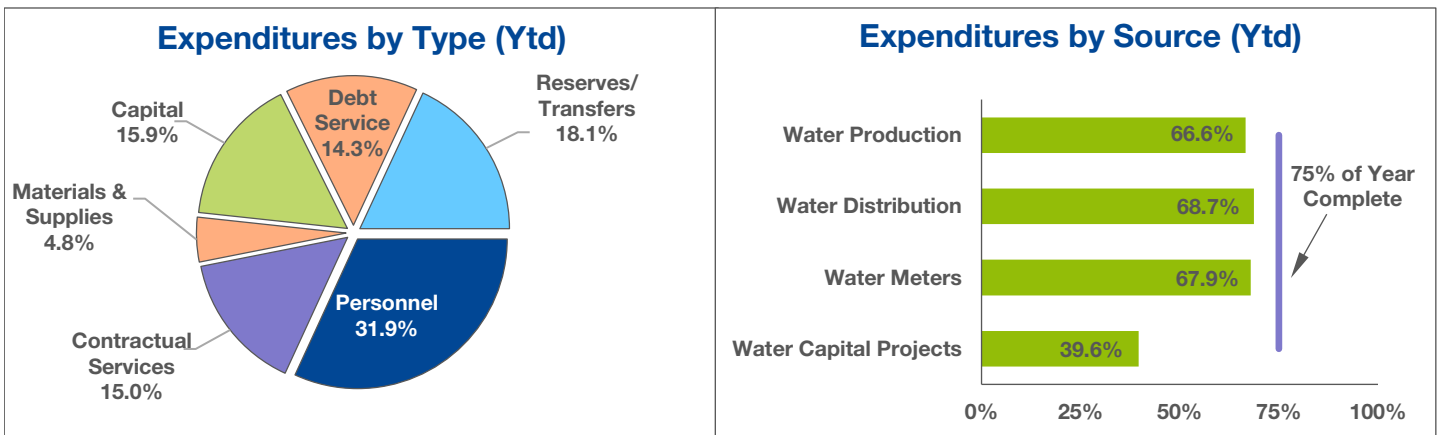 Expenditures by Type (Ytd)
Debt
Service
14.3%
Reserves/
Transfers
18.1%
Capital
15.9%
Materials &
Supplies
4.8%
Personnel
31.9%
Contractual
Services
15.0%
Expenditures by Source (Ytd)
Water Production
66.6%
Water Distribution
68.7%
Water Meters
67.9%
Water Capital Projects
39.6%
75% of Year
Complete
0% 25% 50% 75% 100%